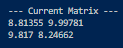 --- Current Matrix ---
8.81355 9.99781
9.817 8.24662